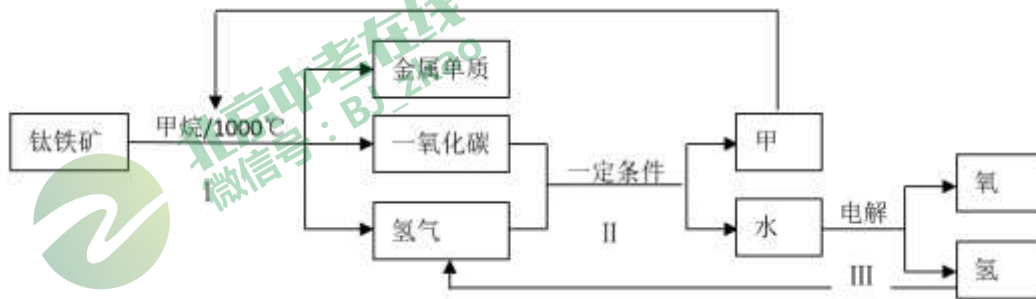 金属单质
钛铁矿
甲烷/1000℃
一氧化碳
甲
一定条件
氧
I
氢气
II
水
电解
III
氢
北京中考在线
微信号：BJ_zkao